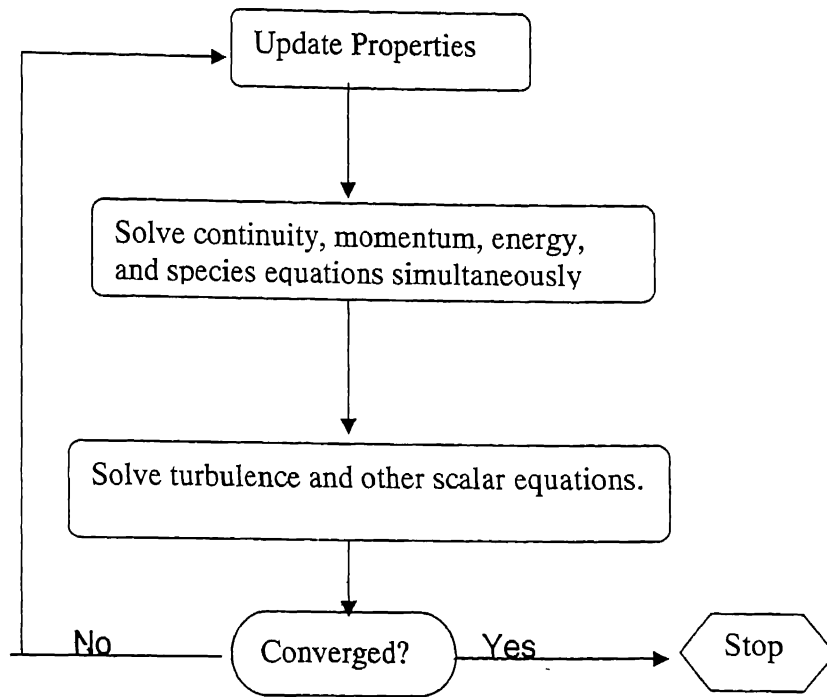 Update Properties
Solve continuity, momentum, energy,
and species equations simultaneously
Solve turbulence and other scalar equations.
No
Converged?
Yes
Stop